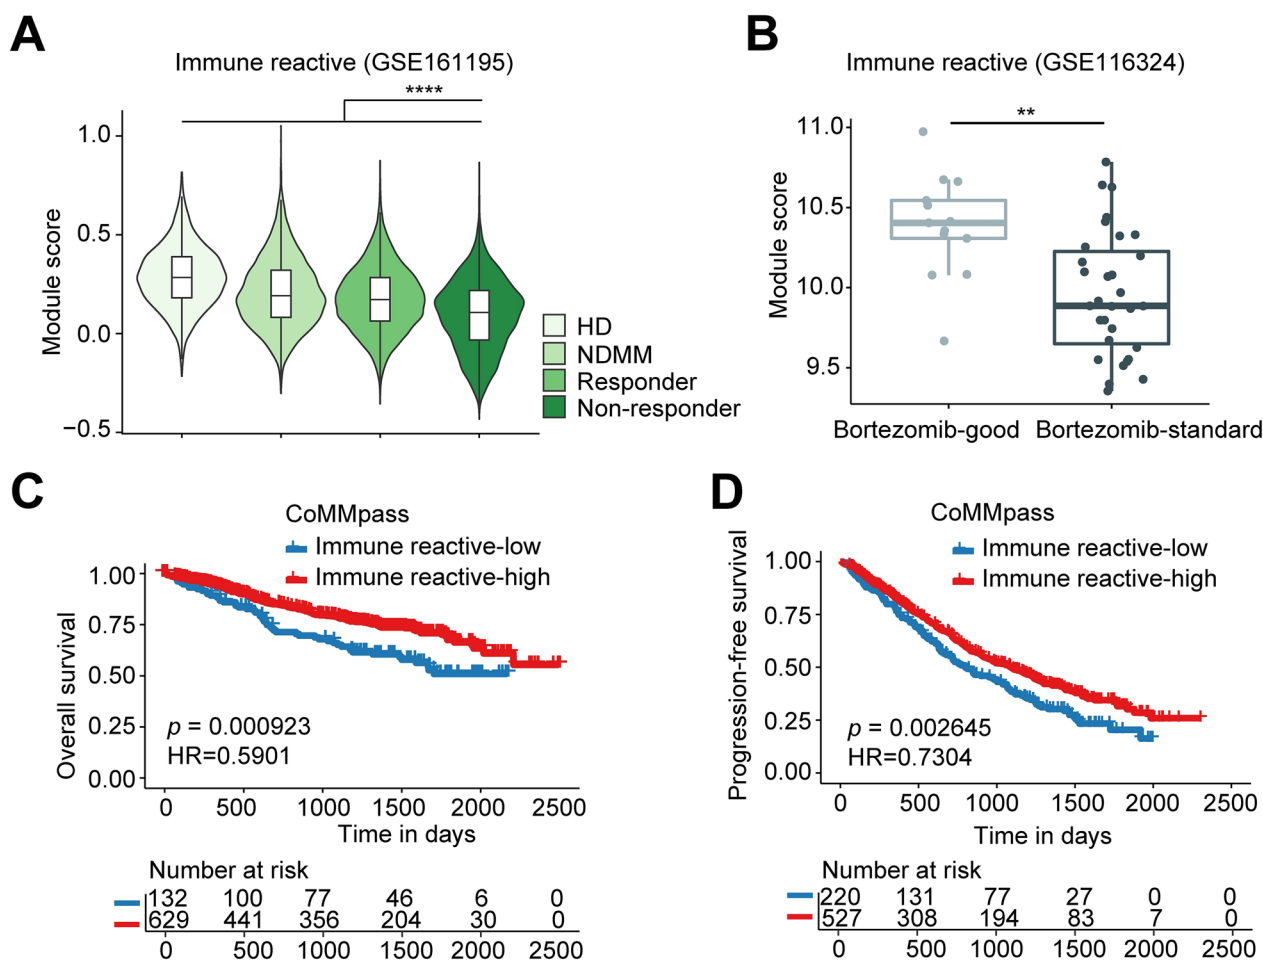 A
Immune reactive (GSE161195)
****
Module score
1.0
0.5
0.0
−0.5
HD
NDMM
Responder
Non-responder
B
Immune reactive (GSE116324)
**
Module score
11.0
10.5
10.0
9.5
Bortezomib-good Bortezomib-standard
C
CoMMpass
Immune reactive-low
Immune reactive-high
Overall survival
1.00
0.75
0.50
0.25
0.00
p = 0.000923
HR=0.5901
0 500 1000 1500 2000 2500
Time in days
Number at risk
132 100 77 46 6 0
629 441 356 204 30 0
0 500 1000 1500 2000 2500
D
CoMMpass
Immune reactive-low
Immune reactive-high
Progression-free survival
1.00
0.75
0.50
0.25
0.00
p = 0.002645
HR=0.7304
0 500 1000 1500 2000 2500
Time in days
Number at risk
220 131 77 27 0 0
527 308 194 83 7 0
0 500 1000 1500 2000 2500